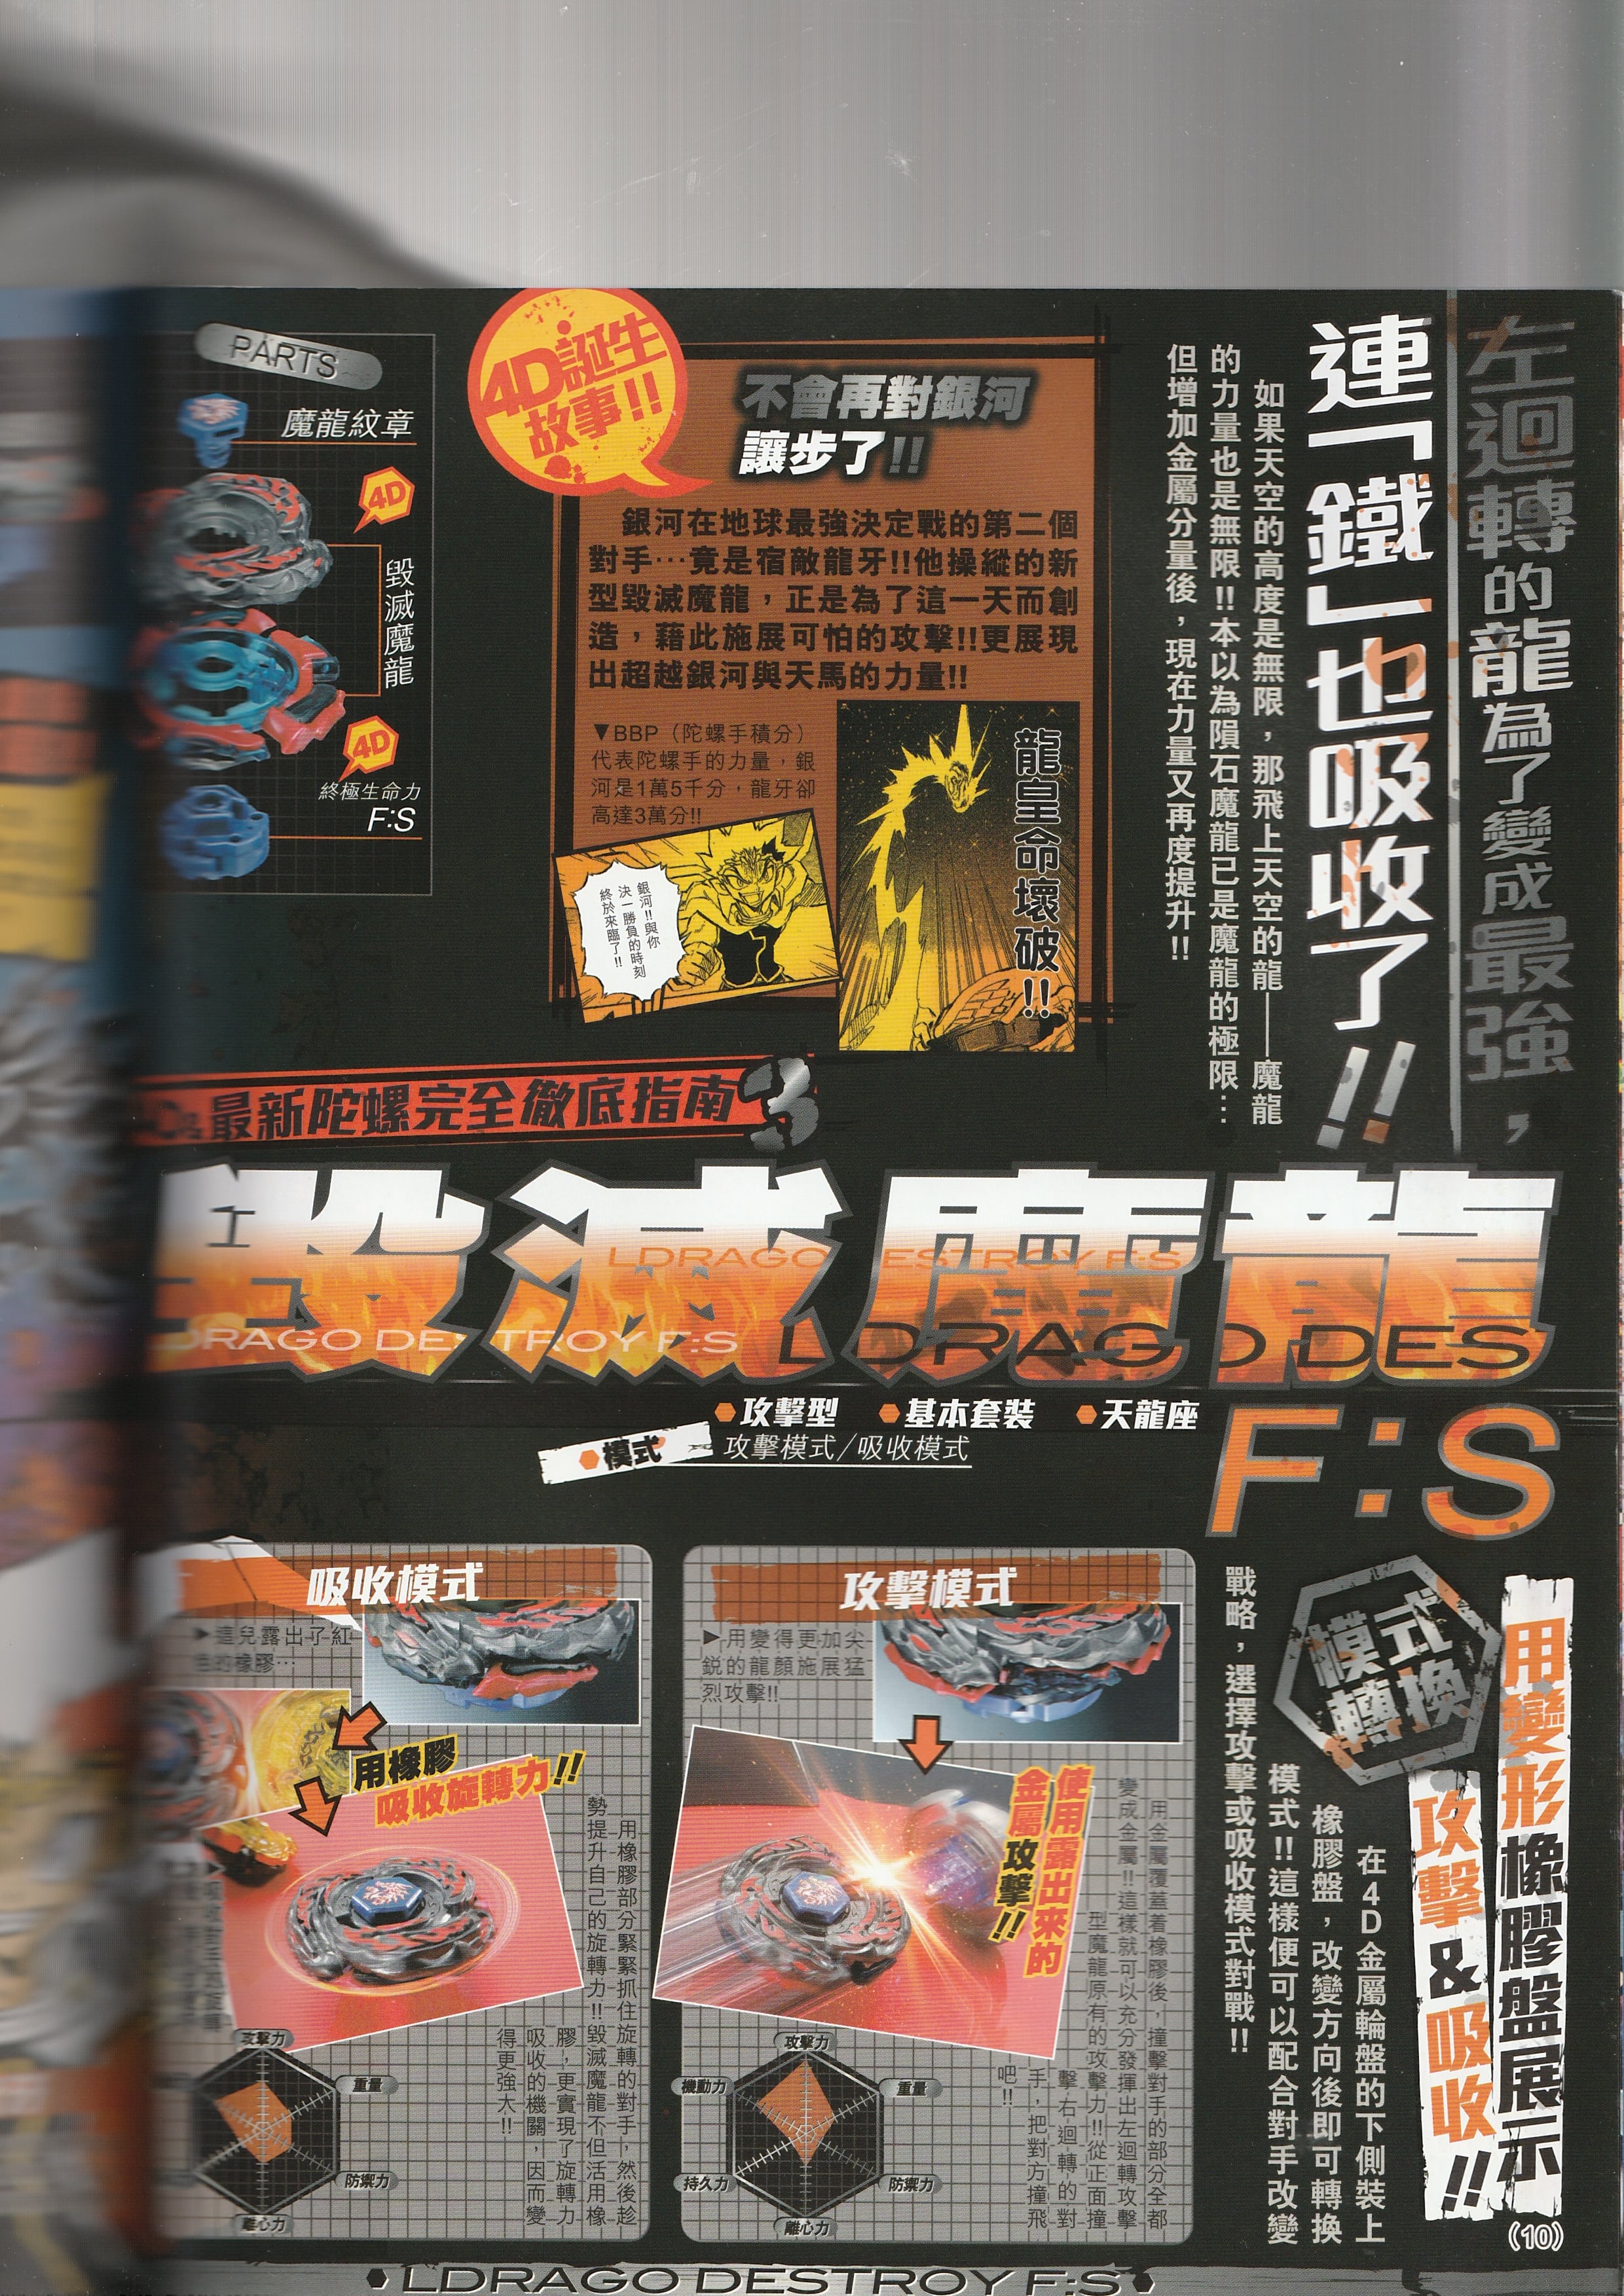 左迴轉的龍為了變成最強，
連「鐵」也吸收了!!
如果天空的高度是無限，那飛上天空的龍——魔龍
的力量也是無限!!本以為隕石魔龍已是魔龍的極限…
但增加金屬分量後，現在力量又再度提升!!
4D誕生
故事!!
不會再對銀河
讓步了!!
銀河在地球最強決定戰的第二個
對手…竟是宿敵龍牙!!他操縱的新
型毀滅魔龍，正是為了這一天而創
造，藉此施展可怕的攻擊!!更展現
出超越銀河與天馬的力量!!
▼BBP（陀螺手積分）
代表陀螺手的力量，銀
河是1萬5千分，龍牙卻
高達3萬分!!
龍皇命壞破!!
銀河!!與你
決一勝負的時刻
終於來臨了!!
PARTS
魔龍紋章
4D
毀滅魔龍
4D
終極生命力
F:S
最新陀螺完全徹底指南3
毀滅魔龍
LDRAGO DESTROY F:S
DRAGO DESTROY F:S
LDRAGO DES
F:S
攻擊型
基本套裝
天龍座
模式
攻擊模式/吸收模式
用變形橡膠盤展示
攻擊&吸收!!
模式
轉換
在4D金屬輪盤的下側裝上
橡膠盤，改變方向後即可轉換
模式!!這樣便可以配合對手改變
戰略，選擇攻擊或吸收模式對戰!!
攻擊模式
▶用變得更加尖
銳的龍顏施展猛
烈攻擊!!
使用露出來的
金屬攻擊!!
用金屬覆蓋着橡膠後，撞擊對手的部分全都
變成金屬!!這樣就可以充分發揮出左迴轉攻擊
型魔龍原有的攻擊力!!從正面撞
擊右迴轉的對
手，把對方撞飛
吧!!
攻擊力
重量
防禦力
離心力
持久力
機動力
吸收模式
▶這兒露出了紅
色的橡膠…
用橡膠
吸收旋轉力!!
用橡膠部分緊緊抓住旋轉的對手，然後趁
勢提升自己的旋轉力!!毀滅魔龍不但活用橡
膠，更實現了旋轉力
吸收的機關，因而變
得更強大!!
攻擊力
重量
防禦力
離心力
(10)
LDRAGO DESTROY F:S